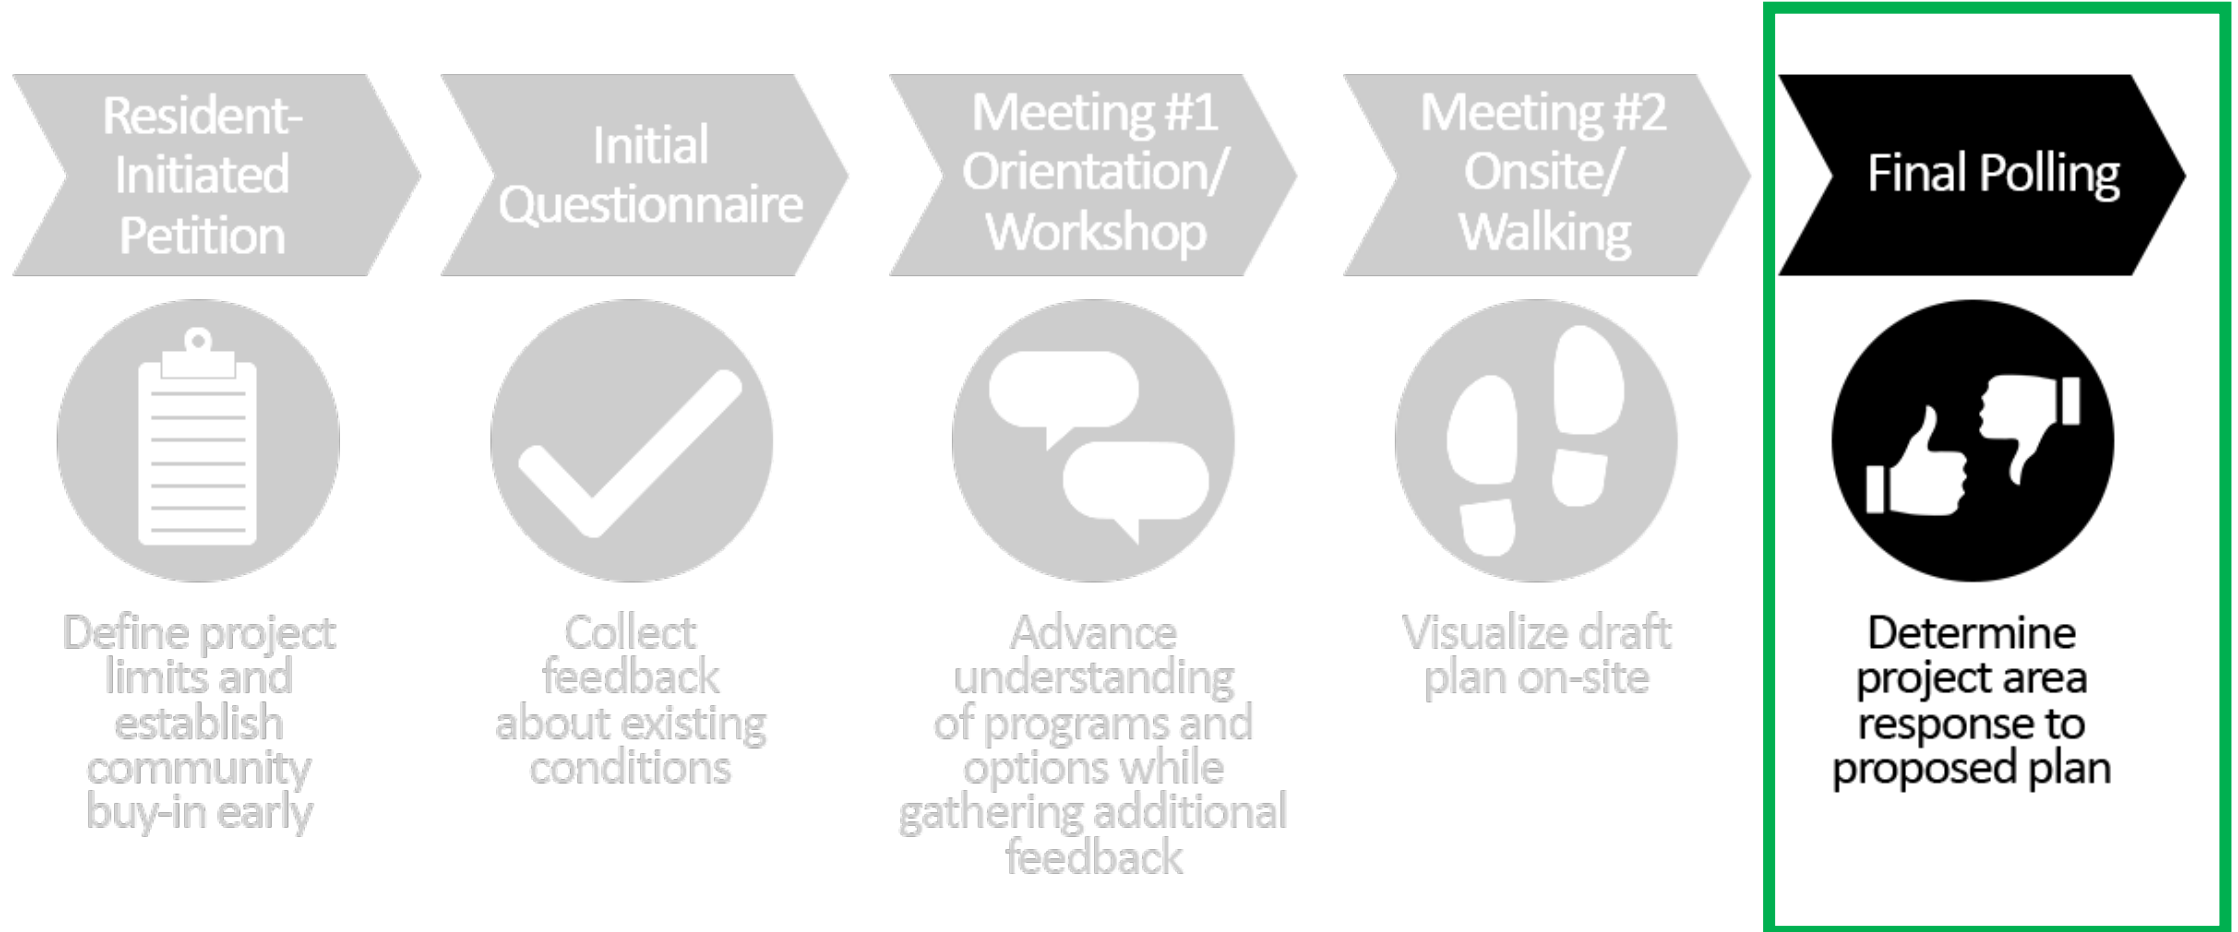 Resident-
Initiated
Petition
Initial
Questionnaire
Meeting #1
Orientation/
Workshop
Meeting #2
Onsite/
Walking
Final Polling
Define project
limits and
establish
community
buy-in early
Collect
feedback
about existing
conditions
Advance
understanding
of programs and
options while
gathering additional
feedback
Visualize draft
plan on-site
Determine
project area
response to
proposed plan